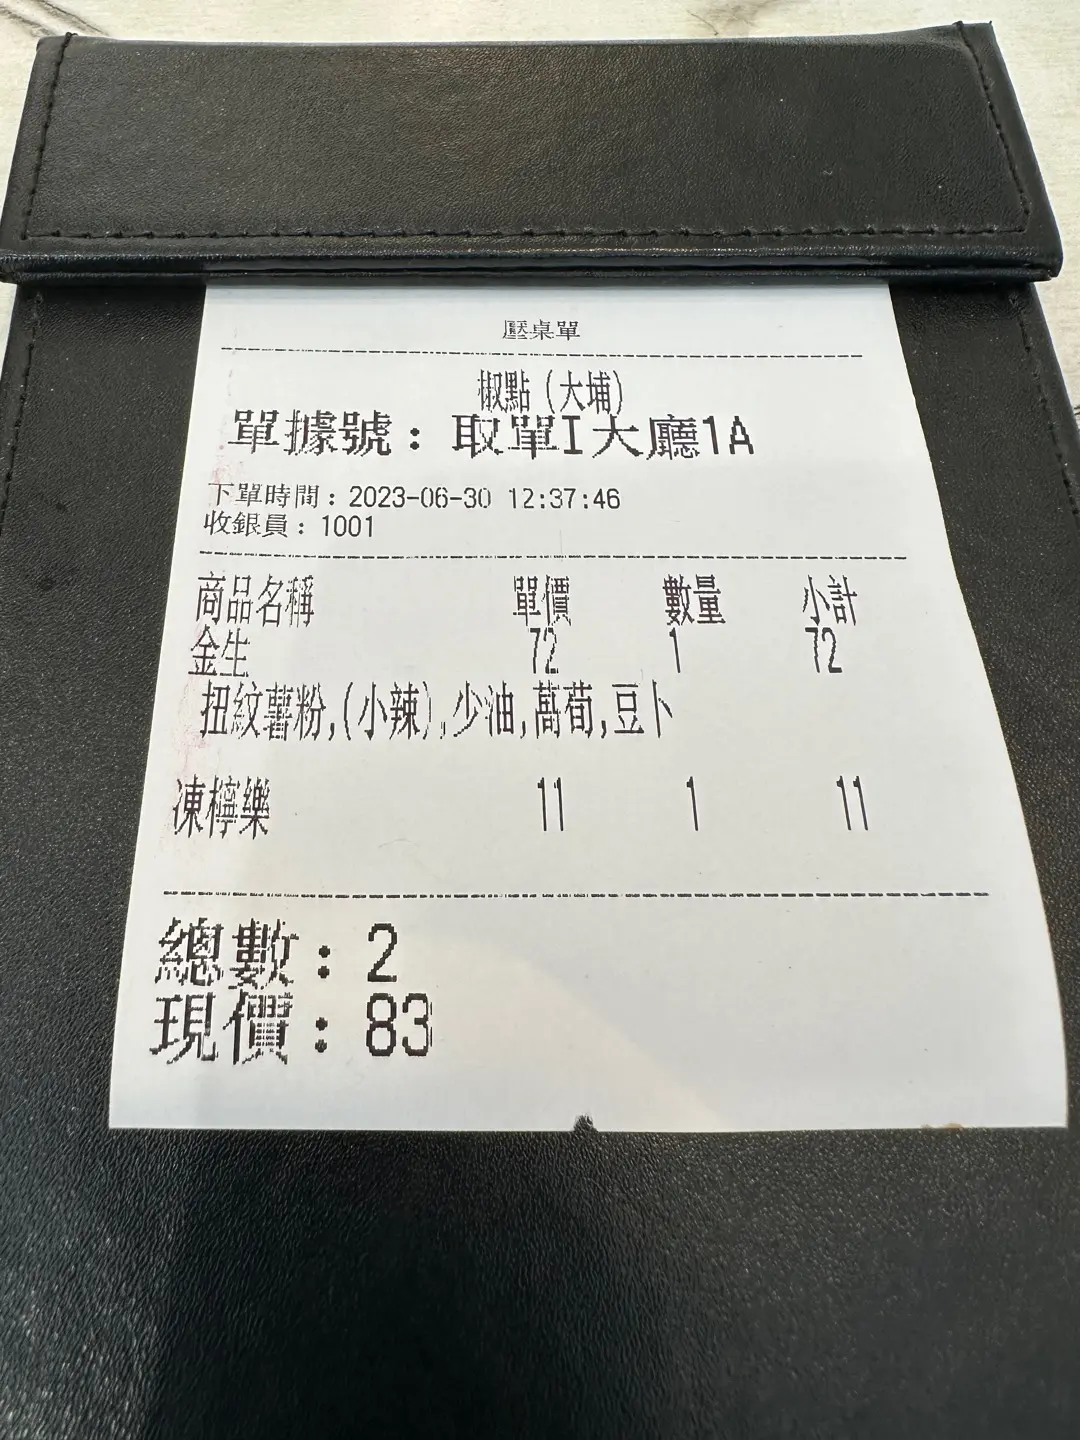 壓桌單
椒點（大埔）
單據號：取單I大廳1A
下單時間：2023-06-30 12:37:46
收銀員：1001
商品名稱 單價 數量 小計
金生 72 1 72
扭紋薯粉,(小辣),少油,萵荀,豆卜
凍檸樂 11 1 11
總數：2
現價：83